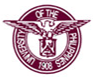 UNIVERSITY OF THE PHILIPPINES
1908